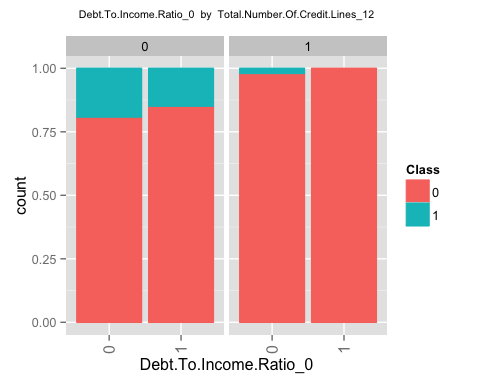 Debt.To.Income.Ratio_0 by Total.Number.Of.Credit.Lines_12
0 1
1.00
0.75
0.50
0.25
0.00
count
0 1 0 1
Debt.To.Income.Ratio_0
Class
0
1